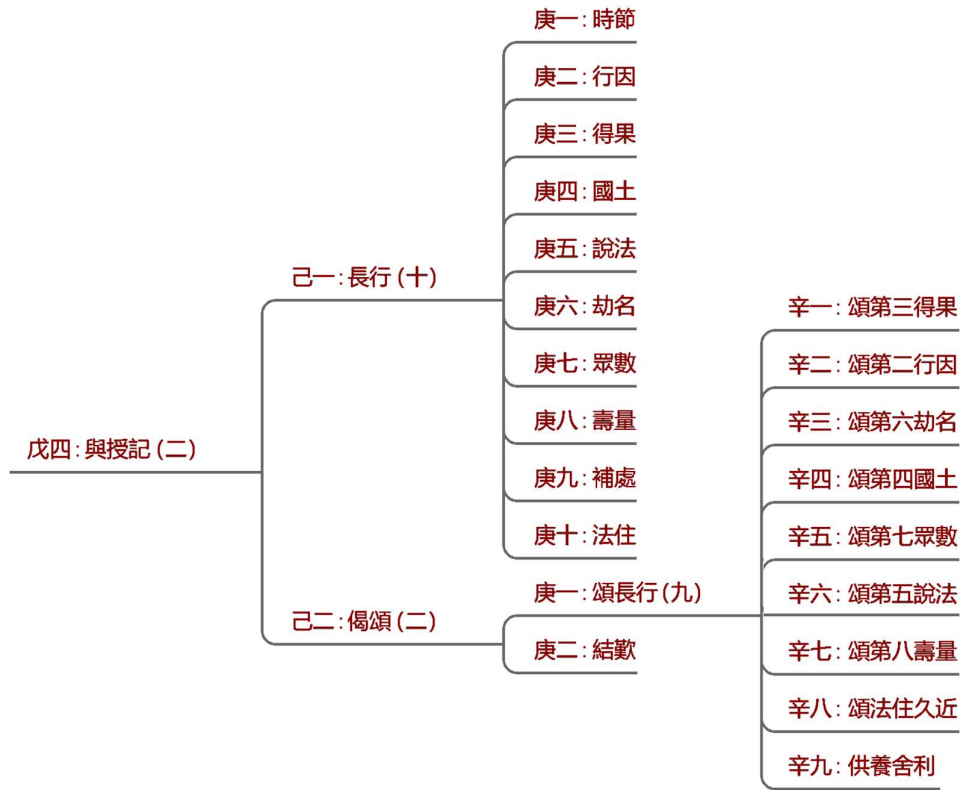 戊四：與授記（二）
己一：長行（十）
庚一：時節
庚二：行因
庚三：得果
庚四：國土
庚五：說法
庚六：劫名
庚七：眾數
庚八：壽量
庚九：補處
庚十：法住
己二：偈頌（二）
庚一：頌長行（九）
辛一：頌第三得果
辛二：頌第二行因
辛三：頌第六劫名
辛四：頌第四國土
辛五：頌第七眾數
辛六：頌第五說法
辛七：頌第八壽量
辛八：頌法住久近
辛九：供養舍利
庚二：結歎